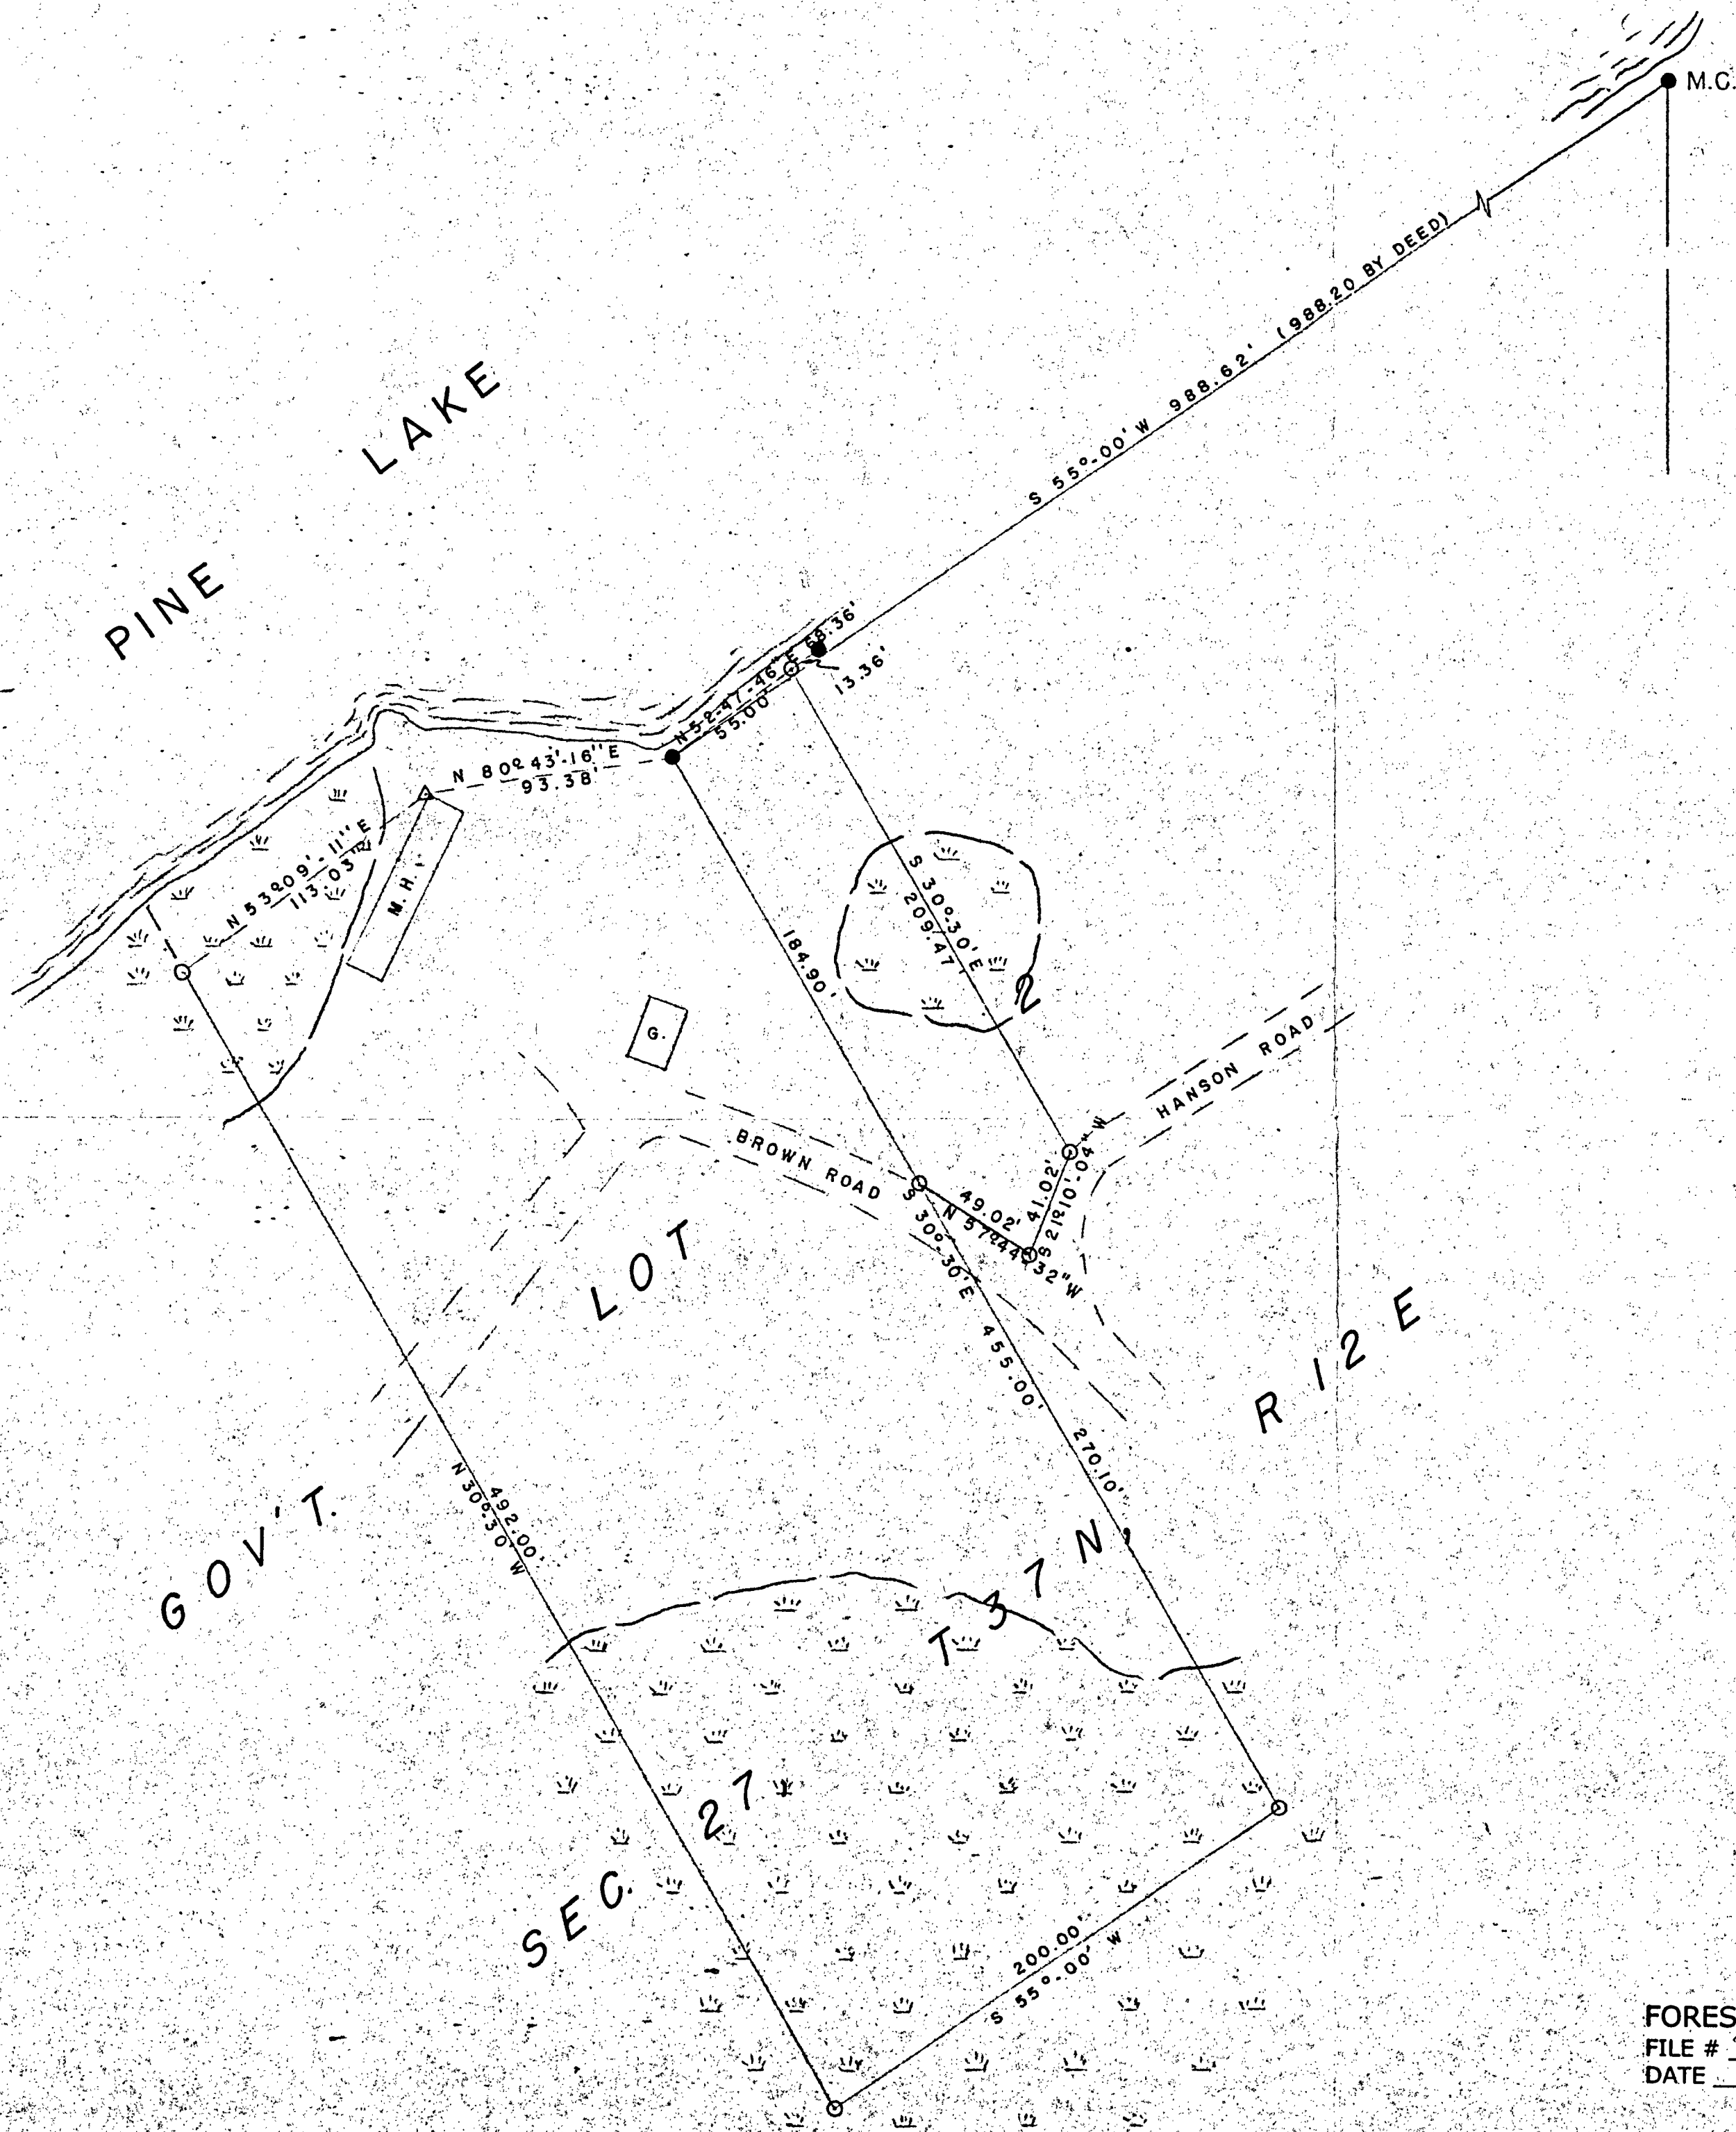 M.C.
S 55°-00' W 988.62' (988.20 BY DEED)
PINE LAKE
N 52°-47'-46" E 68.36'
55.00'
13.36'
N 80°43'-16" E
93.38'
N 53°09'-11" E
113.03'
M. H.
G.
184.90'
S 30°-30' E
209.47'
2
HANSON ROAD
BROWN ROAD
49.02'
N 57°44'-32" W
41.02'
S 21°10'-04" W
S 30°-30' E 455.00'
270.10'
GOV'T. LOT
R 12 E
N 30°-30' W
492.00'
T 37 N,
SEC. 27,
200.00'
S 55°-00' W
FORES
FILE #
DATE